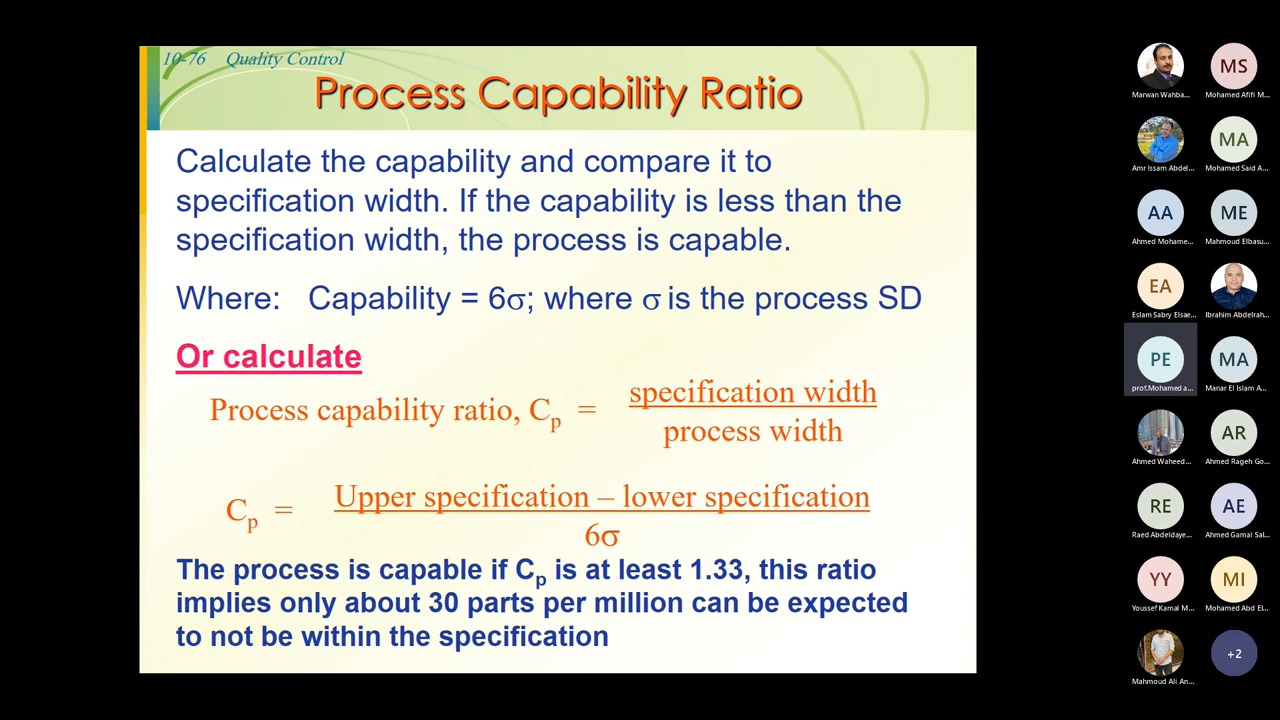 10-76 Quality Control
Process Capability Ratio
Calculate the capability and compare it to
specification width. If the capability is less than the
specification width, the process is capable.
Where: Capability = 6σ; where σ is the process SD
Or calculate
Process capability ratio, Cp = specification width
process width
Cp = Upper specification – lower specification
6σ
The process is capable if Cp is at least 1.33, this ratio
implies only about 30 parts per million can be expected
to not be within the specification
Marwan Wahba...
MS
Mohamed Afifi M...
Amr Issam Abdel...
MA
Mohamed Said A...
AA
Ahmed Mohame...
ME
Mahmoud Elbasu...
EA
Eslam Sabry Elsae...
Ibrahim Abdelrah...
PE
prof.Mohamed a...
MA
Manar El Islam A...
Ahmed Waheed...
AR
Ahmed Rageh Go...
RE
Raed Abdeldaye...
AE
Ahmed Gamal Sal...
YY
Youssef Kamal M...
MI
Mohamed Abd El...
Mahmoud Ali An...
+2